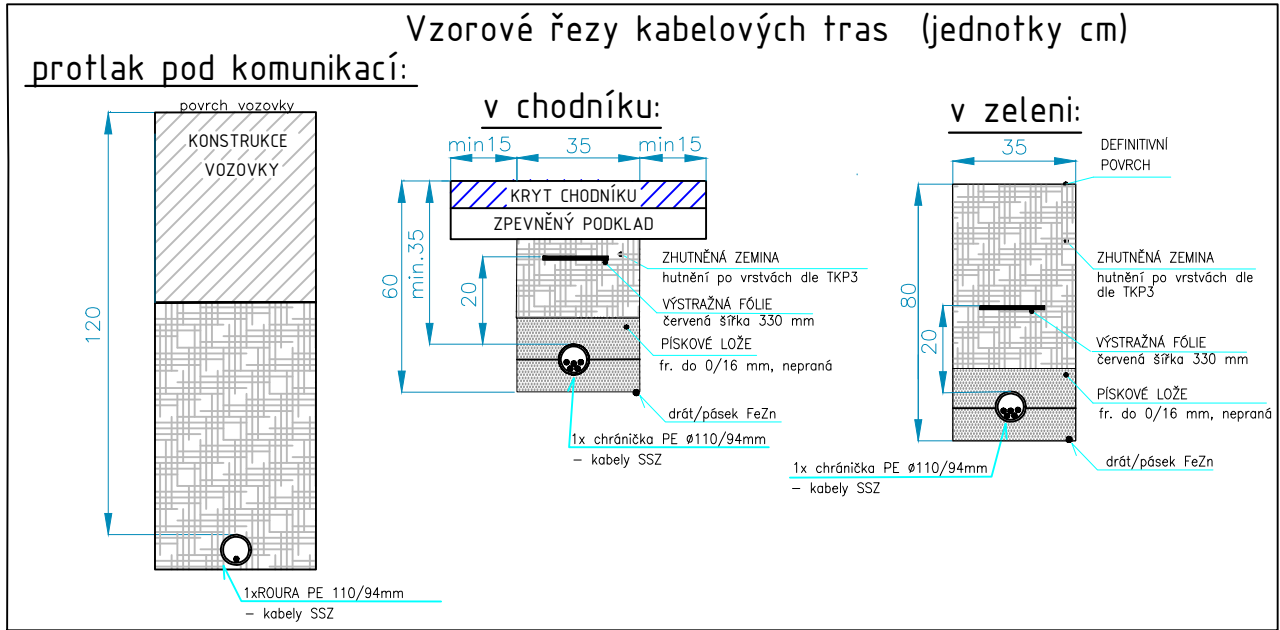 Vzorové řezy kabelových tras (jednotky cm)
protlak pod komunikací:
povrch vozovky
KONSTRUKCE
VOZOVKY
120
1xROURA PE 110/94mm
– kabely SSZ
v chodníku:
min15
35
min15
KRYT CHODNÍKU
ZPEVNĚNÝ PODKLAD
60
min.35
20
ZHUTNĚNÁ ZEMINA
hutnění po vrstvách dle TKP3
VÝSTRAŽNÁ FÓLIE
červená šířka 330 mm
PÍSKOVÉ LOŽE
fr. do 0/16 mm, nepraná
drát/pásek FeZn
1x chránička PE Ø110/94mm
– kabely SSZ
v zeleni:
35
DEFINITIVNÍ
POVRCH
80
20
ZHUTNĚNÁ ZEMINA
hutnění po vrstvách dle
dle TKP3
VÝSTRAŽNÁ FÓLIE
červená šířka 330 mm
PÍSKOVÉ LOŽE
fr. do 0/16 mm, nepraná
drát/pásek FeZn
1x chránička PE Ø110/94mm
– kabely SSZ